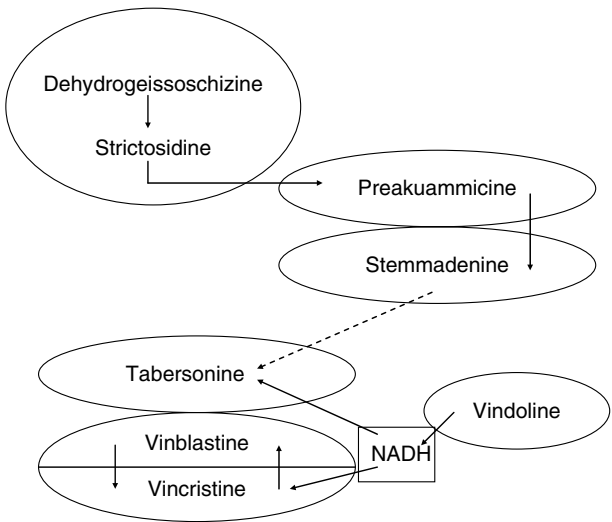 Dehydrogeissoschizine
Strictosidine
Preakuammicine
Stemmadenine
Tabersonine
Vindoline
Vinblastine
NADH
Vincristine